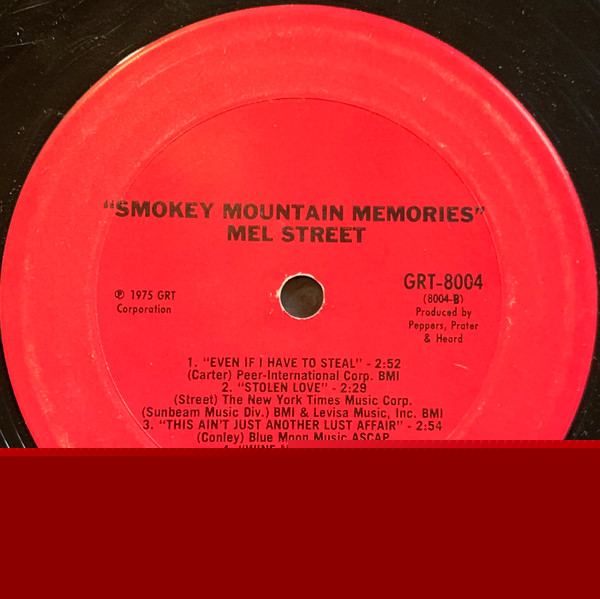 "SMOKEY MOUNTAIN MEMORIES"
MEL STREET
℗ 1975 GRT
Corporation
GRT-8004
(8004-B)
Produced by
Peppers, Prater
& Heard
1. "EVEN IF I HAVE TO STEAL" - 2:52
(Carter) Peer-International Corp. BMI
2. "STOLEN LOVE" - 2:29
(Street) The New York Times Music Corp.
(Sunbeam Music Div.) BMI & Levisa Music, Inc. BMI
3. "THIS AIN'T JUST ANOTHER LUST AFFAIR" - 2:54
(Conley) Blue Moon Music ASCAP